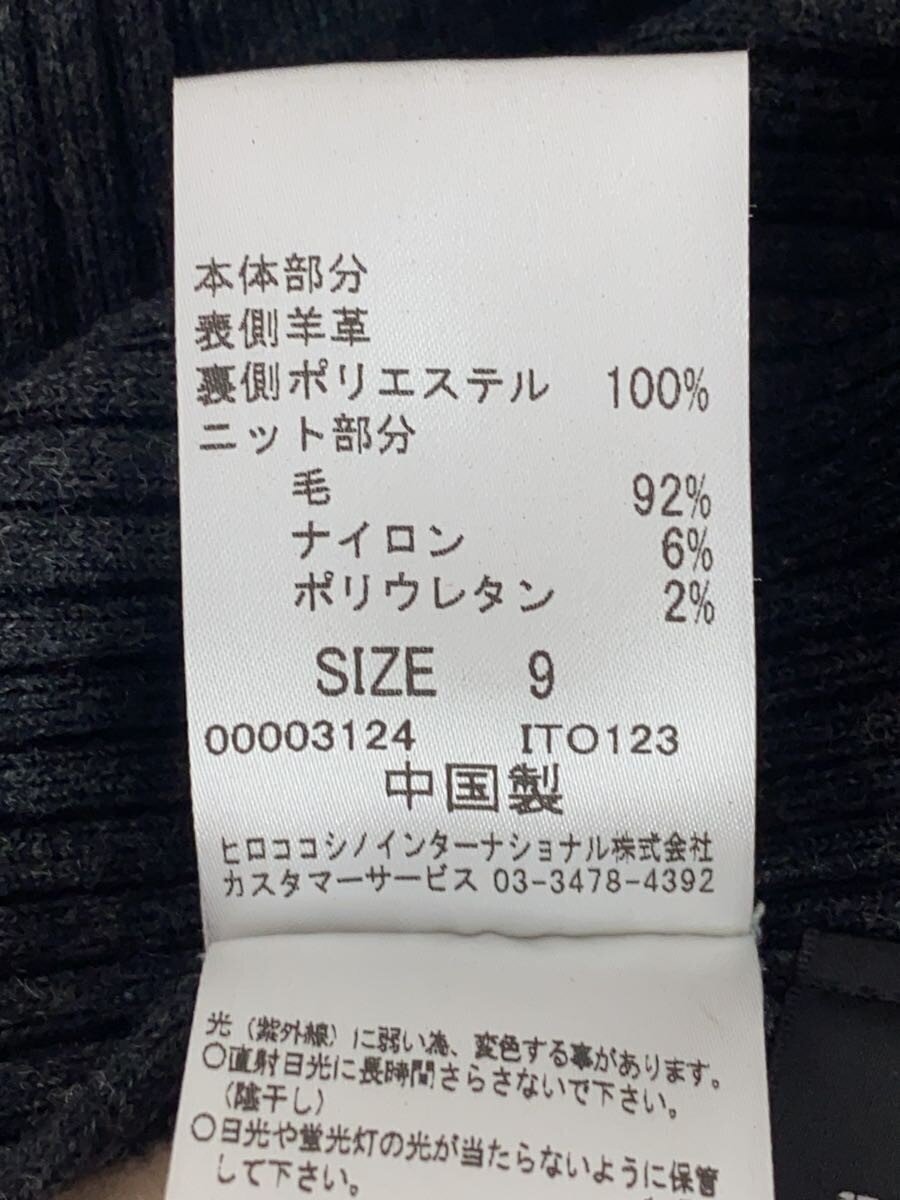 本体部分
表側羊革
裏側ポリエステル 100%
ニット部分
毛 92%
ナイロン 6%
ポリウレタン 2%
SIZE 9
00003124 ITO123
中国製
ヒロココシノインターナショナル株式会社
カスタマーサービス 03-3478-4392
光(紫外線)に弱い為、変色する事があります。
○直射日光に長時間さらさないで下さい。
(陰干し)
○日光や蛍光灯の光が当たらないように保管
して下さい。